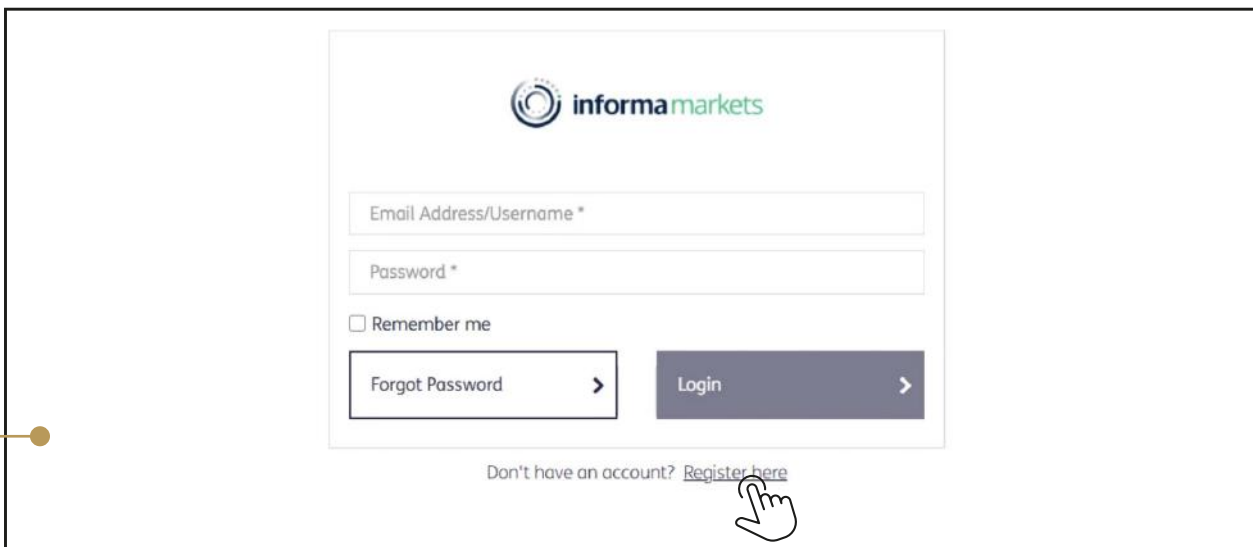 informa markets
Email Address/Username *
Password *
Remember me
Forgot Password
Login
Don't have an account? Register here